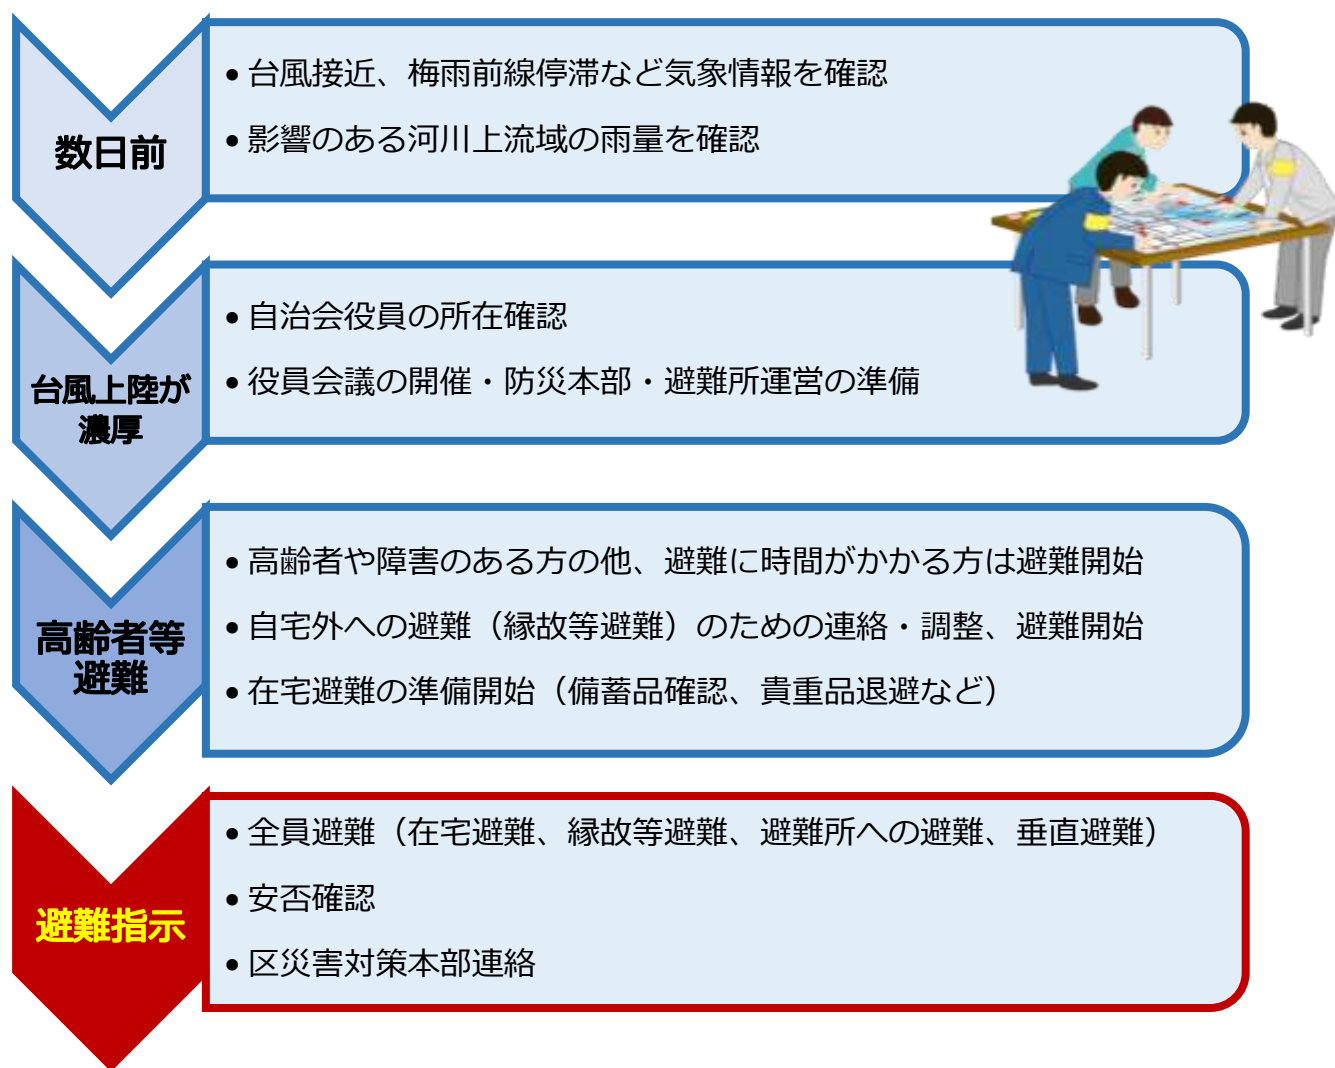 数日前
• 台風接近、梅雨前線停滞など気象情報を確認
• 影響のある河川上流域の雨量を確認
台風上陸が
濃厚
• 自治会役員の所在確認
• 役員会議の開催・防災本部・避難所運営の準備
高齢者等
避難
• 高齢者や障害のある方の他、避難に時間がかかる方は避難開始
• 自宅外への避難（縁故等避難）のための連絡・調整、避難開始
• 在宅避難の準備開始（備蓄品確認、貴重品退避など）
避難指示
• 全員避難（在宅避難、縁故等避難、避難所への避難、垂直避難）
• 安否確認
• 区災害対策本部連絡